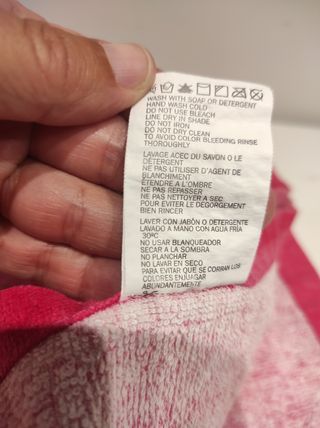 WASH WITH SOAP OR DETERGENT
HAND WASH COLD
DO NOT USE BLEACH
LINE DRY IN SHADE
DO NOT IRON
DO NOT DRY CLEAN
TO AVOID COLOR BLEEDING RINSE
THOROUGHLY
LAVAGE ACEC DU SAVON O LE
DETERGENT
NE PAS UTILISER D'AGENT DE
BLANCHIMENT
ÉTENDRE A L'OMBRE
NE PAS REPASSER
NE PAS NETTOYER A SEC
POUR EVITER LE DEGORGEMENT
BIEN RINCER
LAVER CON JABÓN O DETERGENTE
LAVADO A MANO CON AGUA FRÍA
30ºC
NO USAR BLANQUEADOR
SECAR A LA SOMBRA
NO PLANCHAR
NO LAVAR EN SECO
PARA EVITAR QUE SE CORRAN LOS
COLORES ENJUAGAR
ABUNDANTEMENTE